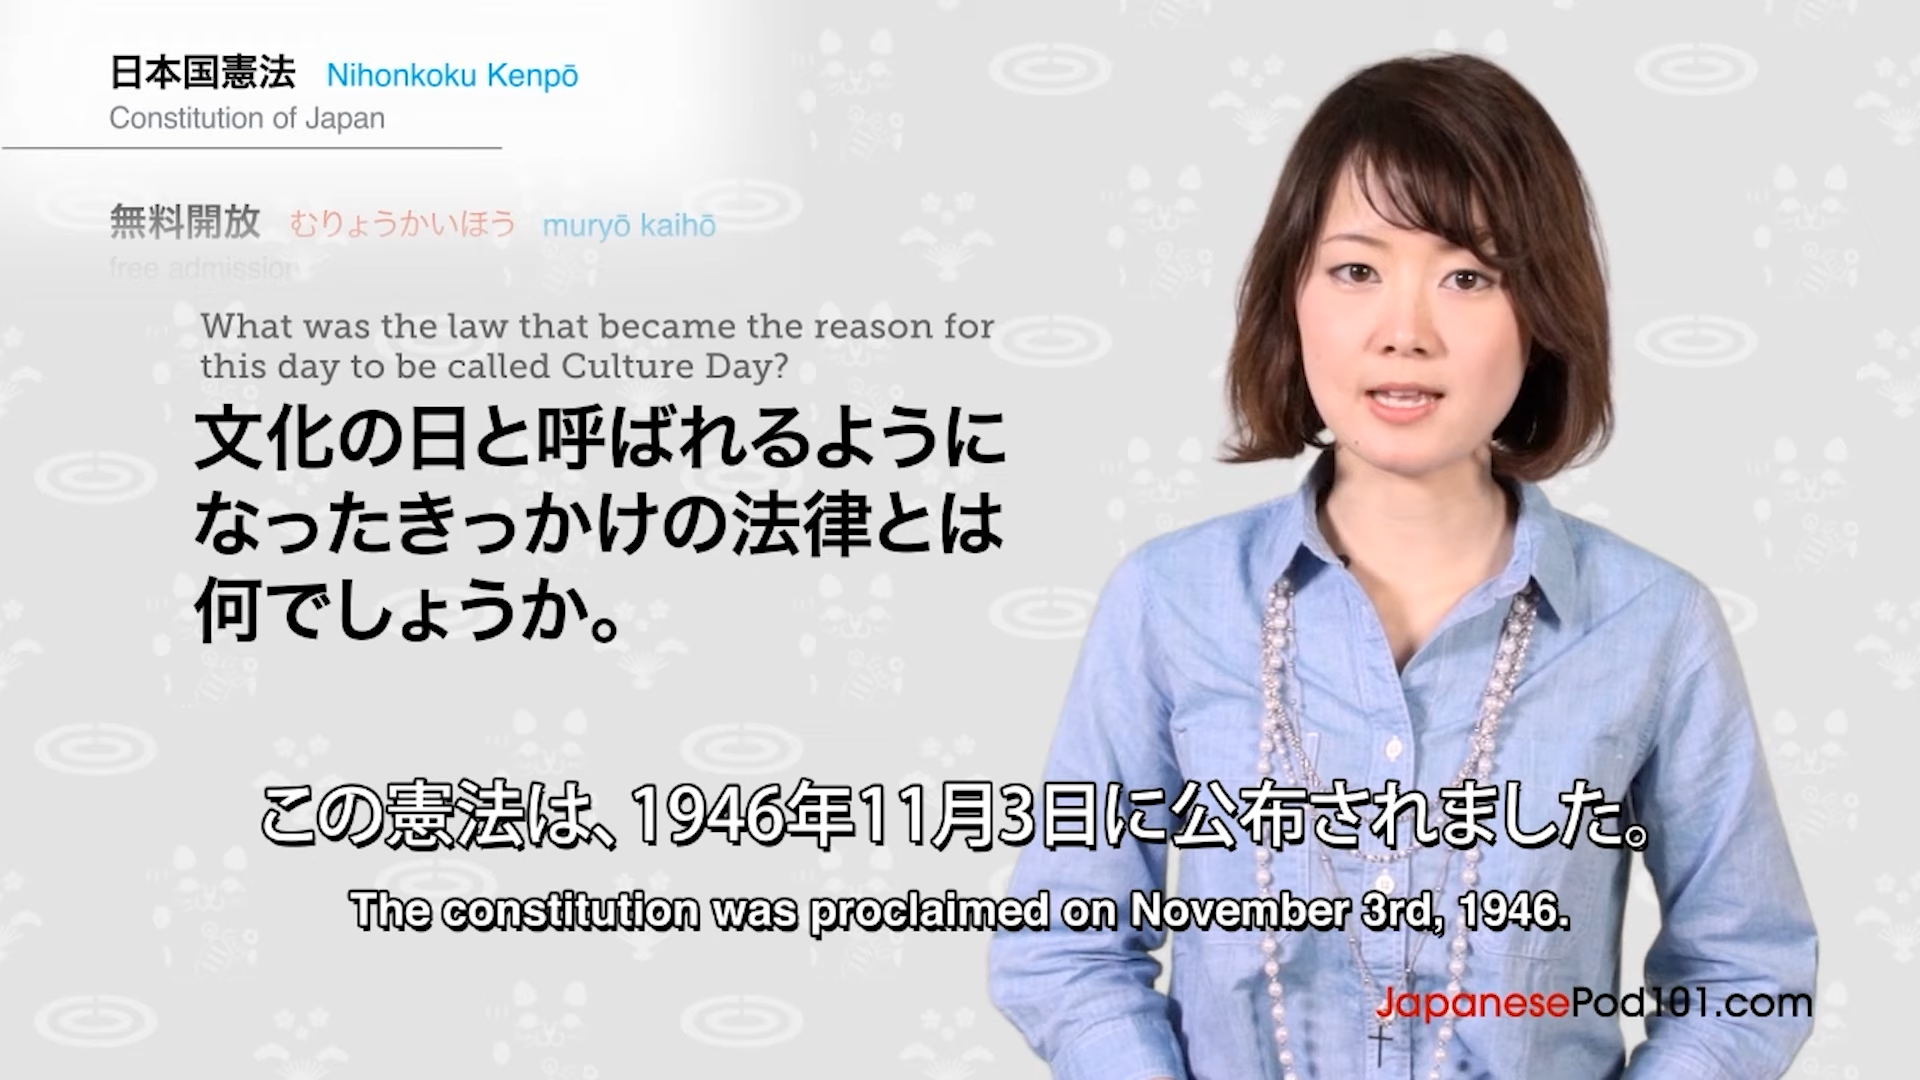 日本国憲法 Nihonkoku Kenpō
Constitution of Japan
無料開放 むりょうかいほう muryō kaihō
free admission
What was the law that became the reason for
this day to be called Culture Day?
文化の日と呼ばれるように
なったきっかけの法律とは
何でしょうか。
この憲法は、1946年11月3日に公布されました。
The constitution was proclaimed on November 3rd, 1946.
JapanesePod101.com